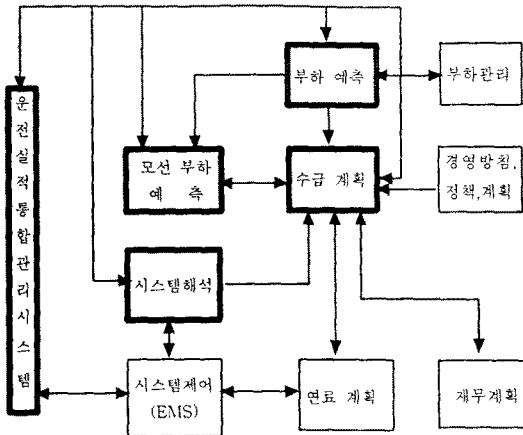 부하 예측
부하관리
운전실적통합관리시스템
모선 부하
예 측
수급 계획
경영방침,
정책,계획
시스템해석
시스템제어
(EMS)
연료 계획
재무계획